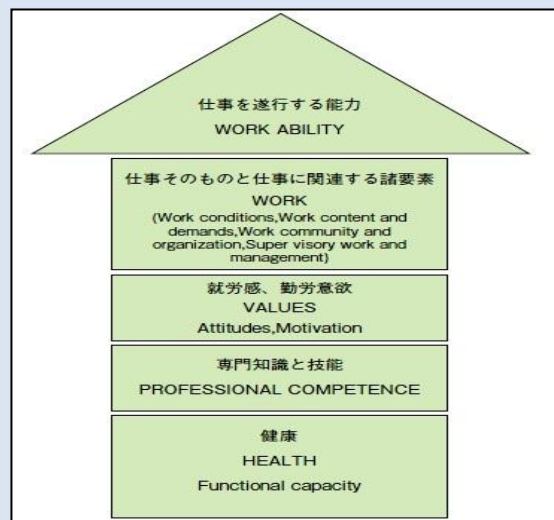 仕事を遂行する能力
WORK ABILITY
仕事そのものと仕事に関連する諸要素
WORK
(Work conditions,Work content and
demands,Work community and
organization,Super visory work and
management)
就労感、勤労意欲
VALUES
Attitudes,Motivation
専門知識と技能
PROFESSIONAL COMPETENCE
健康
HEALTH
Functional capacity